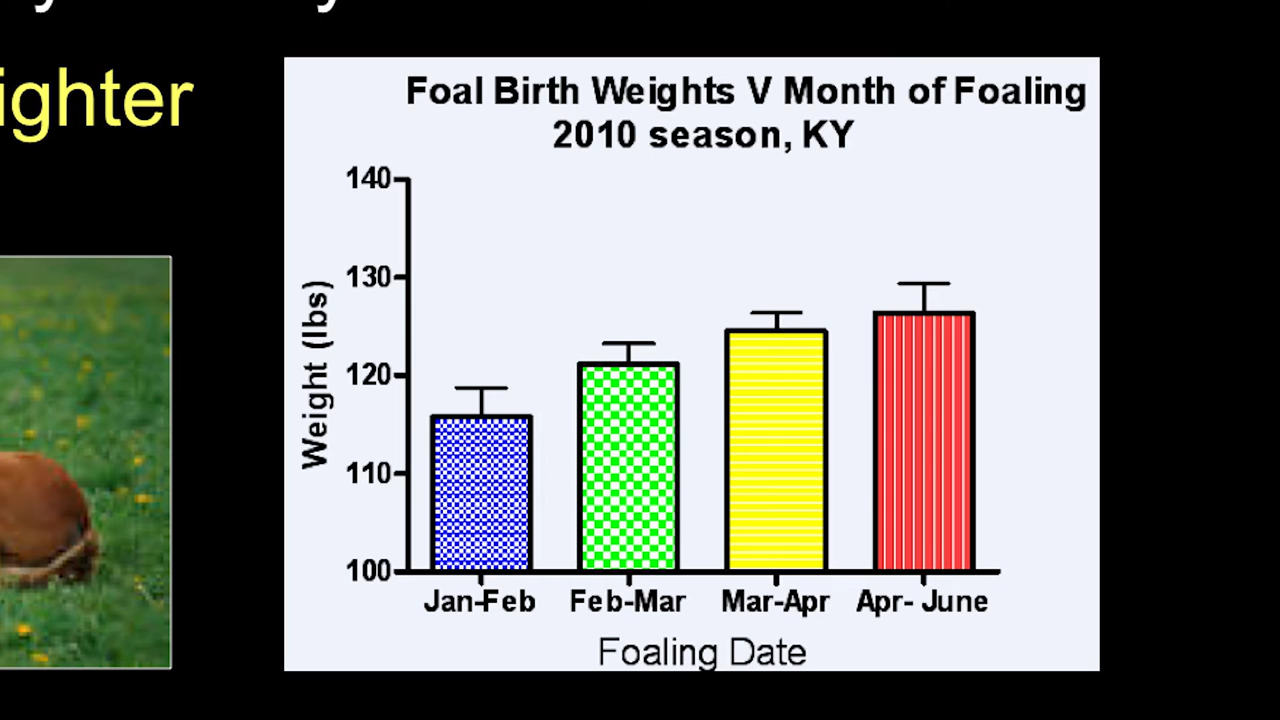 ighter
Foal Birth Weights V Month of Foaling
2010 season, KY
140
130
120
110
100
Weight (lbs)
Jan-Feb Feb-Mar Mar-Apr Apr- June
Foaling Date